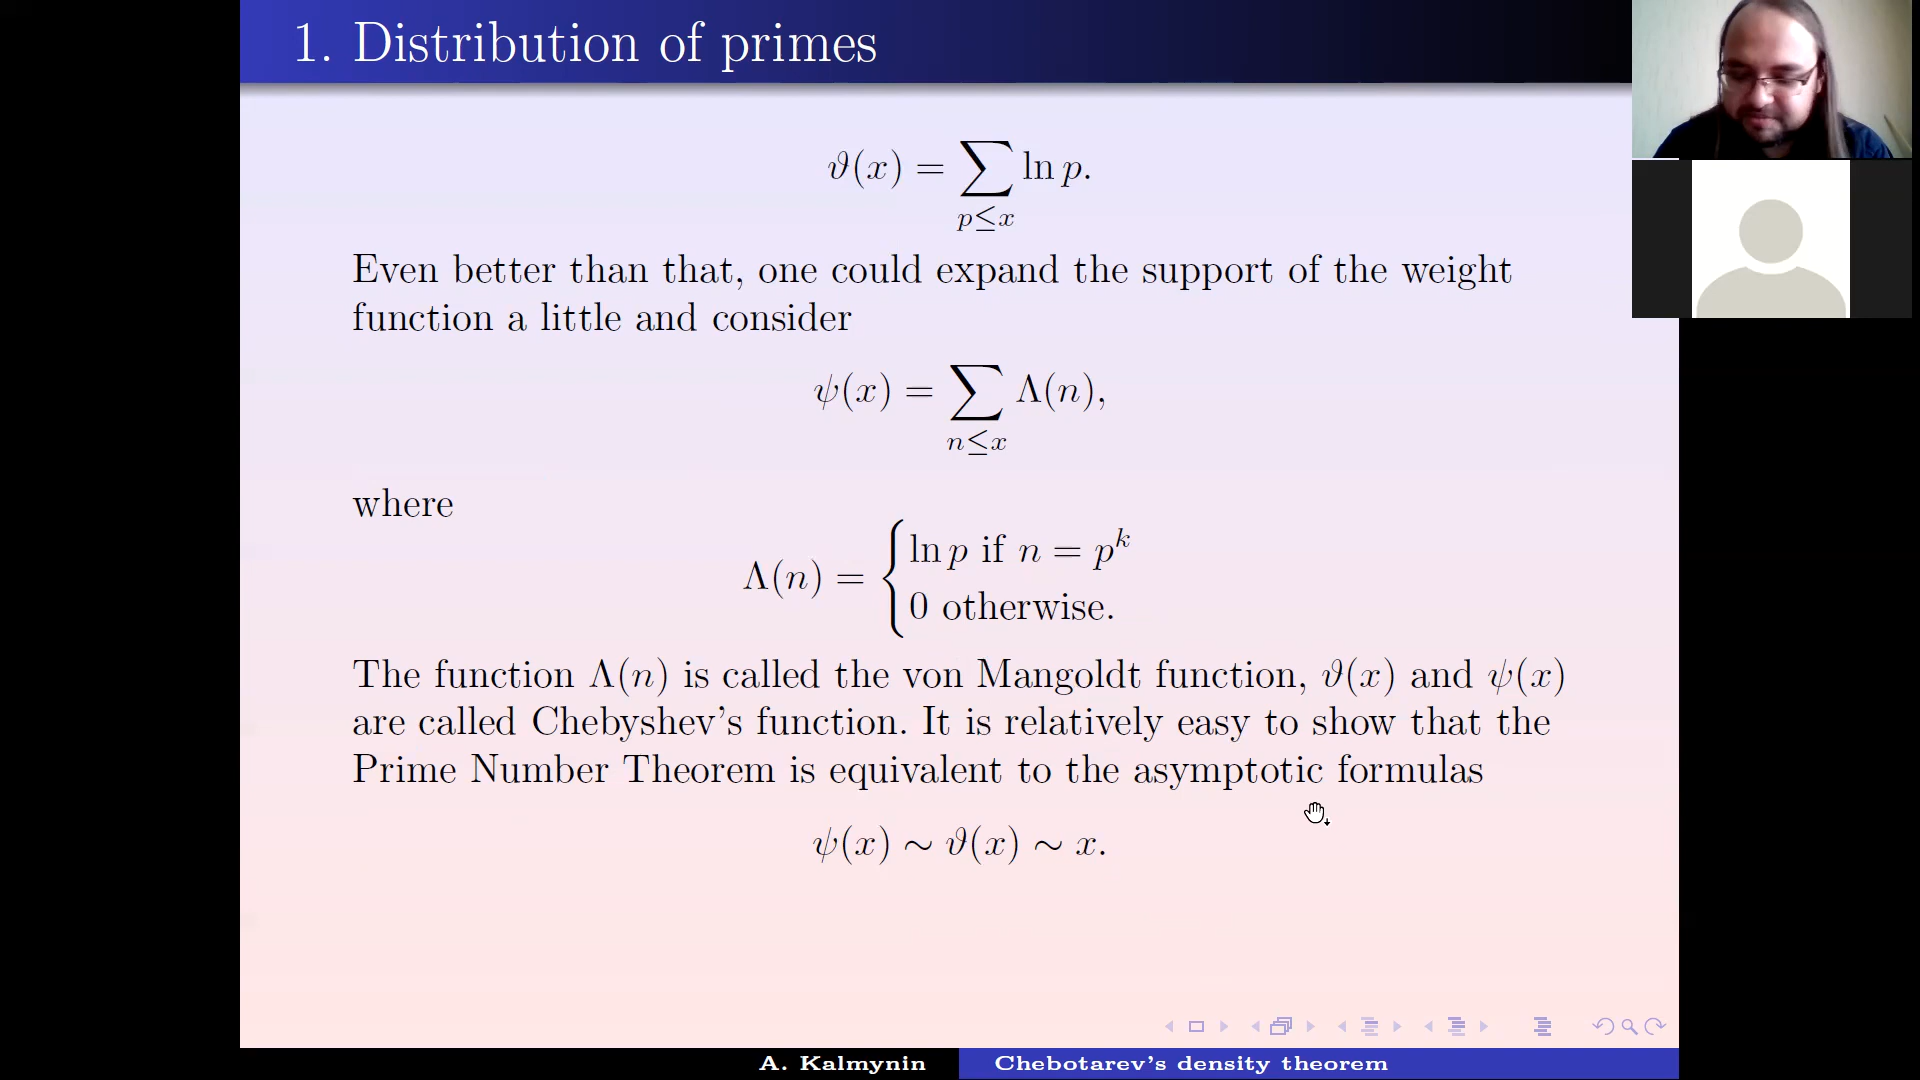 1. Distribution of primes
ϑ(x) = ∑ ln p.
p≤x
Even better than that, one could expand the support of the weight
function a little and consider
ψ(x) = ∑ Λ(n),
n≤x
where
Λ(n) = { ln p if n = p^k
0 otherwise.
The function Λ(n) is called the von Mangoldt function, ϑ(x) and ψ(x)
are called Chebyshev's function. It is relatively easy to show that the
Prime Number Theorem is equivalent to the asymptotic formulas
ψ(x) ∼ ϑ(x) ∼ x.
A. Kalmynin
Chebotarev's density theorem